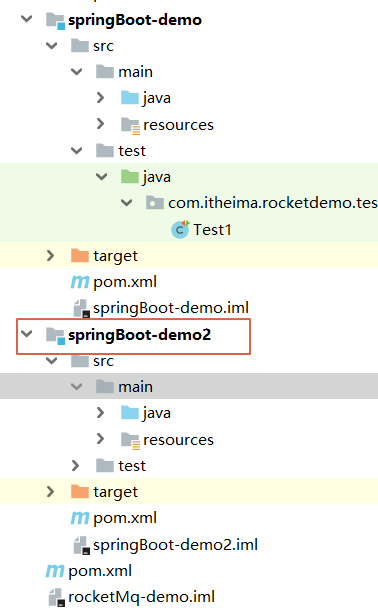 springBoot-demo
src
main
java
resources
test
java
com.itheima.rocketdemo.tes
Test1
target
pom.xml
springBoot-demo.iml
springBoot-demo2
src
main
java
resources
test
target
pom.xml
springBoot-demo2.iml
pom.xml
rocketMq-demo.iml